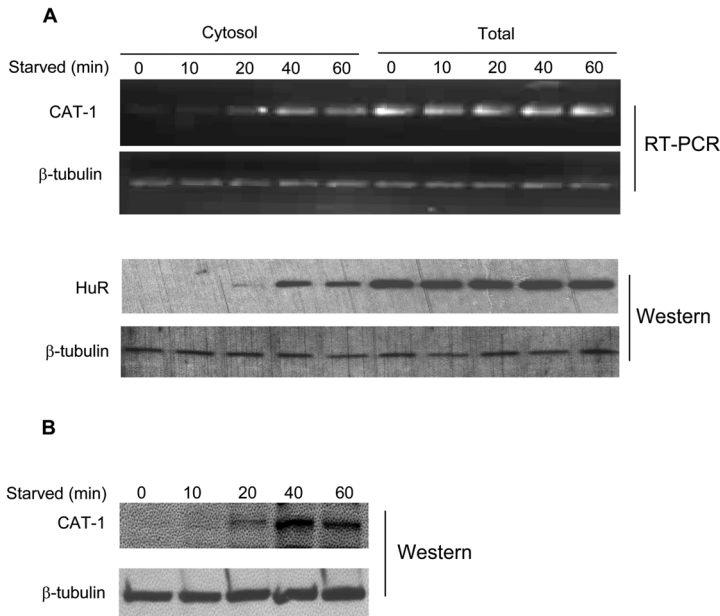 A
Cytosol Total
Starved (min) 0 10 20 40 60 0 10 20 40 60
CAT-1
RT-PCR
β-tubulin
HuR
Western
β-tubulin
B
Starved (min) 0 10 20 40 60
CAT-1
Western
β-tubulin